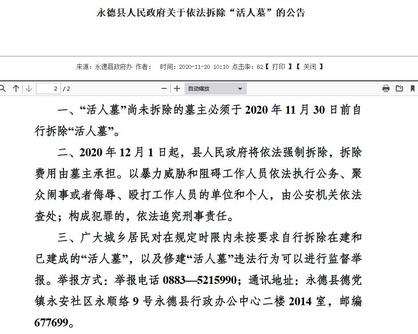 永德县人民政府关于依法拆除“活人墓”的公告
来源：永德县政府办 作者： 时间：2020-11-20 10:10 点击率：82【 打印 】【 关闭 】
2 / 2 自动缩放
一、“活人墓”尚未拆除的墓主必须于 2020 年 11 月 30 日前自
行拆除“活人墓”。
二、2020 年 12 月 1 日起，县人民政府将依法强制拆除，拆除
费用由墓主承担。以暴力威胁和阻碍工作人员依法执行公务、聚
众闹事或者侮辱、殴打工作人员的单位和个人，由公安机关依法
查处；构成犯罪的，依法追究刑事责任。
三、广大城乡居民对在规定时限内未按要求自行拆除在建和
已建成的“活人墓”，以及修建“活人墓”违法行为可以进行监督举
报。举报方式：举报电话 0883—5215990；通讯地址：永德县德党
镇永安社区永顺路 9 号永德县行政办公中心二楼 2014 室，邮编
677699。